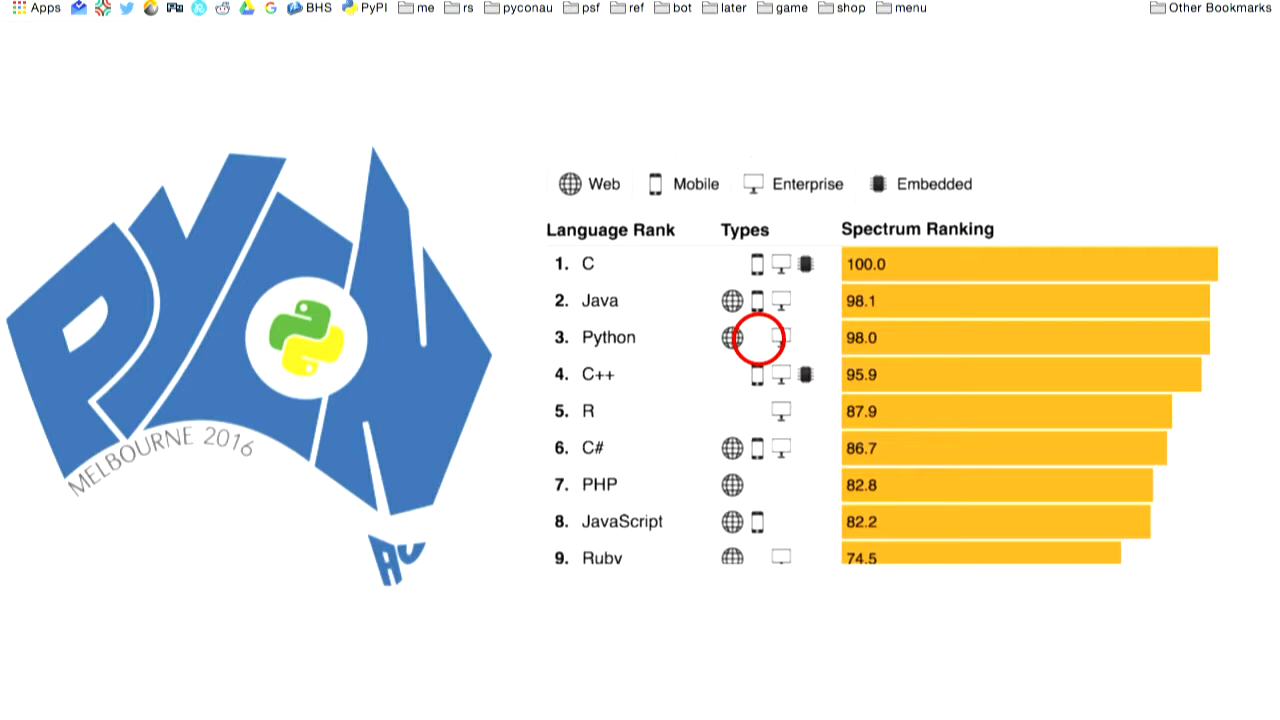 Apps BHS PyPI me rs pyconau psf ref bot later game shop menu Other Bookmarks
PYCON
MELBOURNE 2016
AU
Web Mobile Enterprise Embedded
Language Rank Types Spectrum Ranking
1. C 100.0
2. Java 98.1
3. Python 98.0
4. C++ 95.9
5. R 87.9
6. C# 86.7
7. PHP 82.8
8. JavaScript 82.2
9. Ruby 74.5